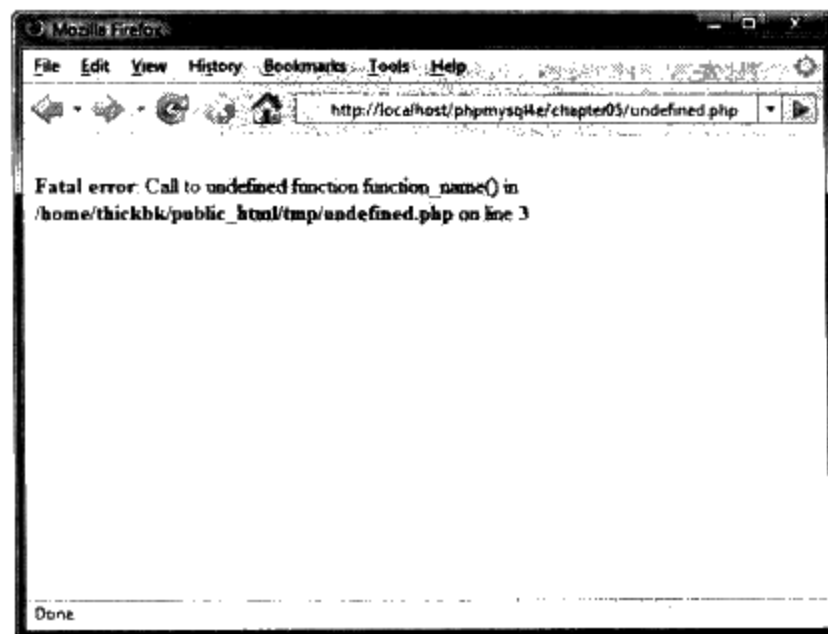 Mozilla Firefox
File Edit View History Bookmarks Tools Help
http://localhost/phpmysql4e/chapter05/undefined.php
Fatal error: Call to undefined function function_name() in
/home/thickbk/public_html/tmp/undefined.php on line 3
Done